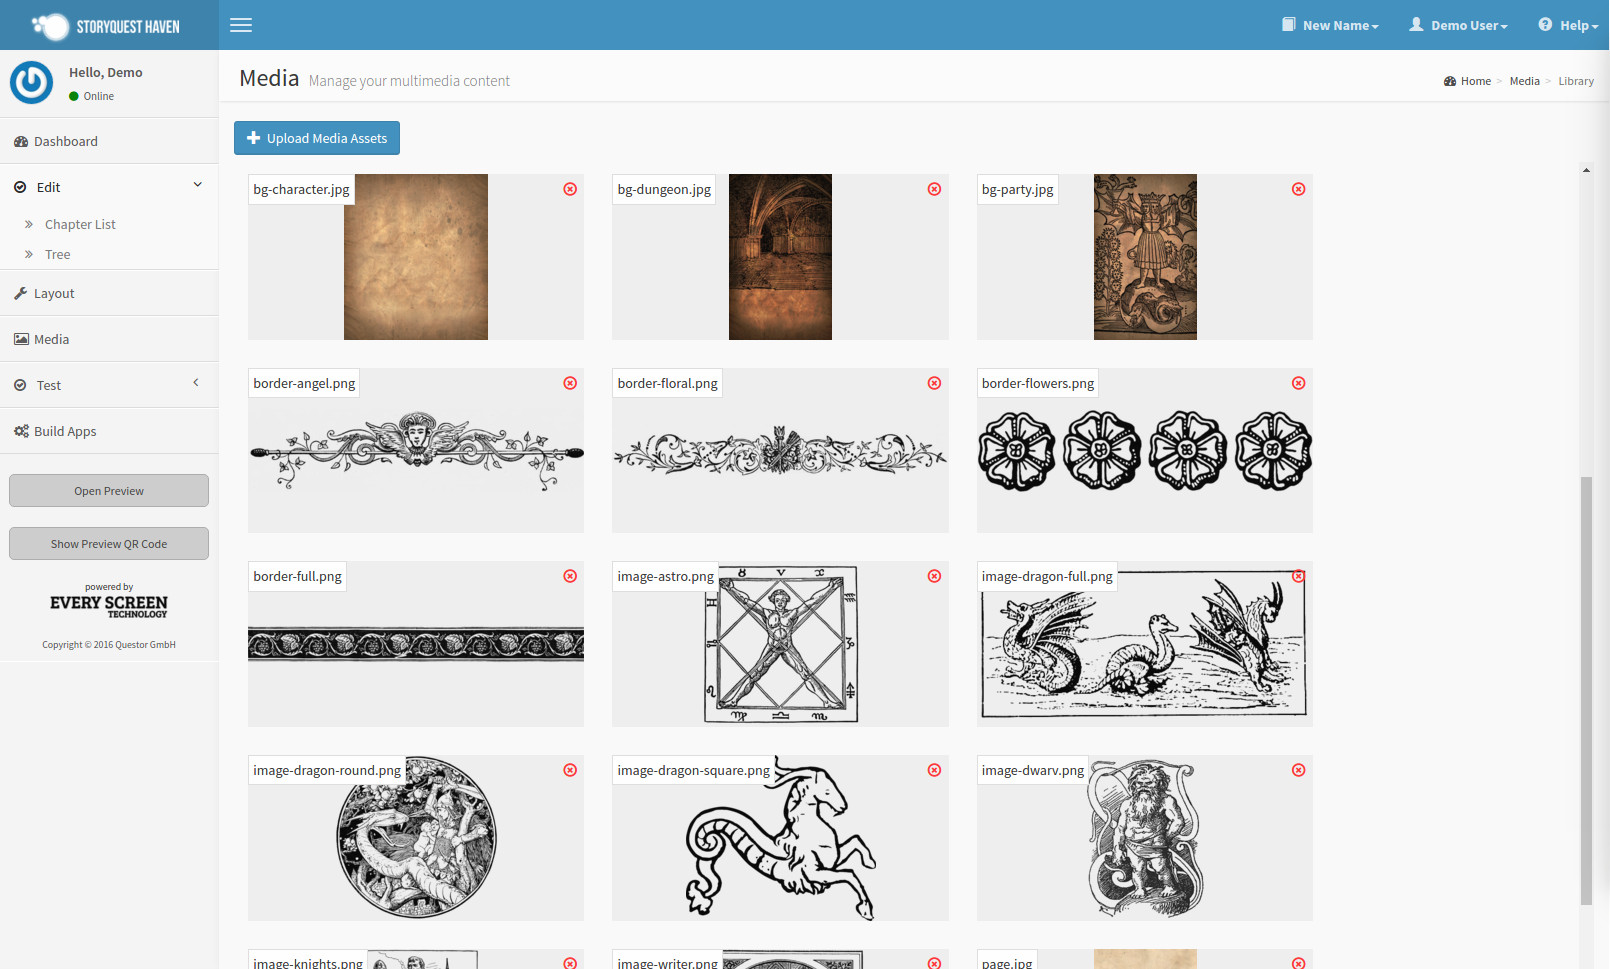 STORYQUEST HAVEN
New Name
Demo User
Help
Hello, Demo
Online
Media Manage your multimedia content
Home > Media > Library
Dashboard
Edit
Chapter List
Tree
Layout
Media
Test
Build Apps
Open Preview
Show Preview QR Code
powered by
EVERY SCREEN
TECHNOLOGY
Copyright © 2016 Questor GmbH
Upload Media Assets
bg-character.jpg
bg-dungeon.jpg
bg-party.jpg
border-angel.png
border-floral.png
border-flowers.png
border-full.png
image-astro.png
image-dragon-full.png
image-dragon-round.png
image-dragon-square.png
image-dwarv.png
image-knights.png
image-writer.png
page.jpg